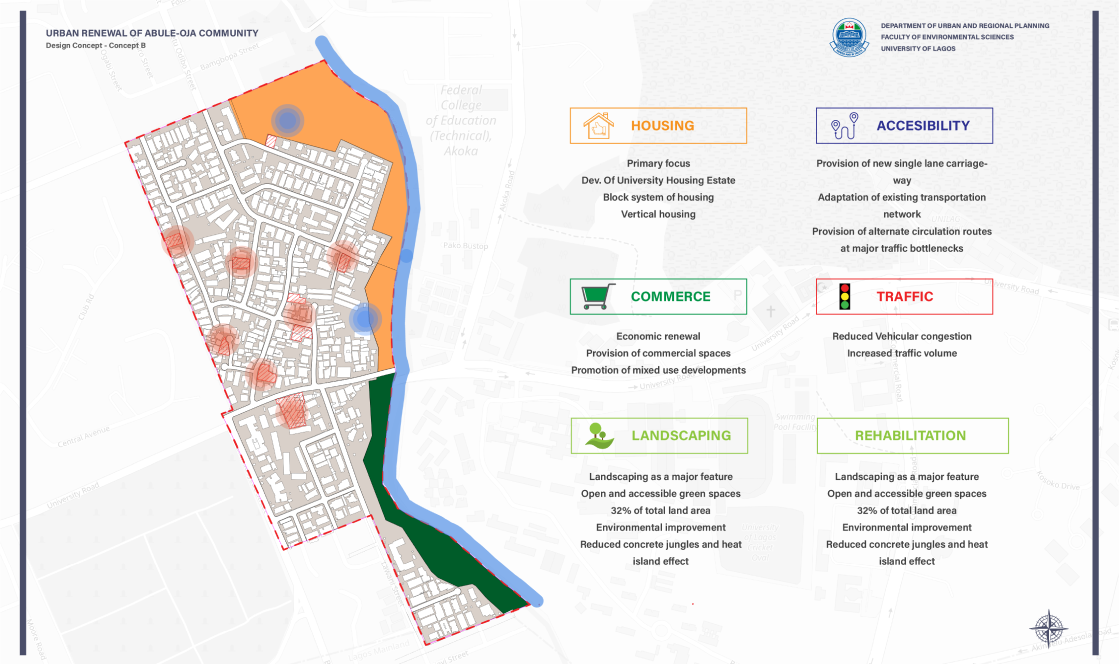 URBAN RENEWAL OF ABULE-OJA COMMUNITY
Design Concept - Concept B
DEPARTMENT OF URBAN AND REGIONAL PLANNING
FACULTY OF ENVIRONMENTAL SCIENCES
UNIVERSITY OF LAGOS
Federal
College
of Education
(Technical),
Akoka
Akoka Road
Fako Bustop
Club Rd
Central Avenue
University Road
University Road
University Road
University Road
Kosoko Drive
Swimming
Pool Facility
P
HOUSING
Primary focus
Dev. Of University Housing Estate
Block system of housing
Vertical housing
ACCESIBILITY
Provision of new single lane carriage-
way
Adaptation of existing transportation
network
Provision of alternate circulation routes
at major traffic bottlenecks
COMMERCE
Economic renewal
Provision of commercial spaces
Promotion of mixed use developments
TRAFFIC
Reduced Vehicular congestion
Increased traffic volume
LANDSCAPING
Landscaping as a major feature
Open and accessible green spaces
32% of total land area
Environmental improvement
Reduced concrete jungles and heat
island effect
REHABILITATION
Landscaping as a major feature
Open and accessible green spaces
32% of total land area
Environmental improvement
Reduced concrete jungles and heat
island effect